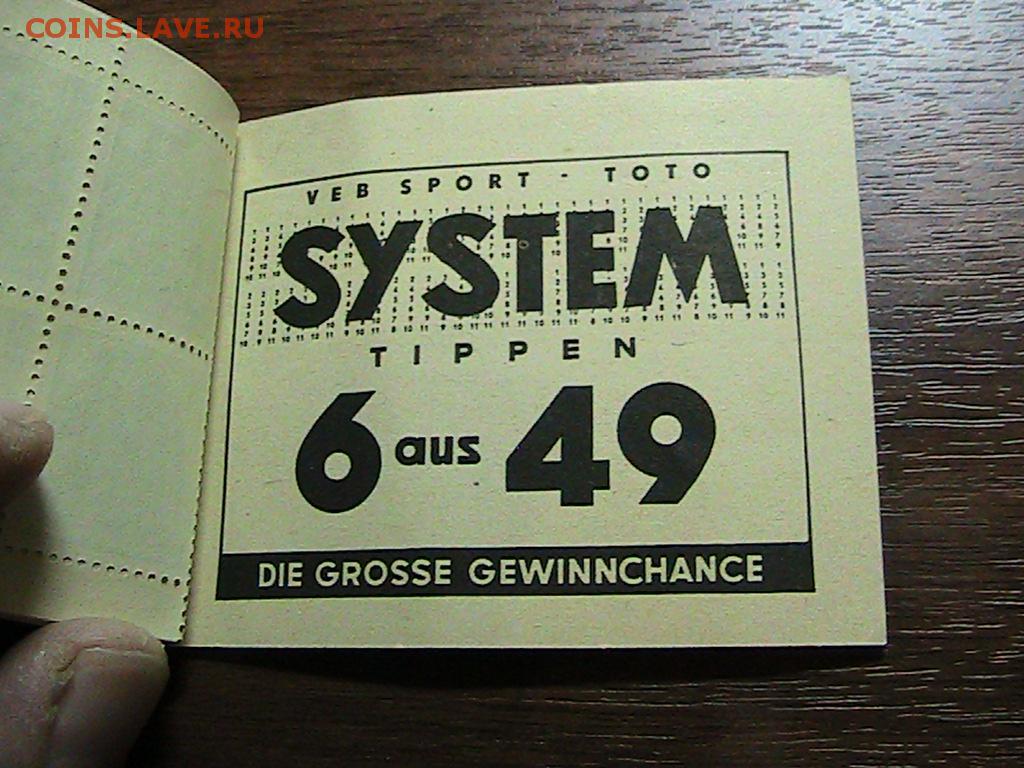 COINS.LAVE.RU
VEB SPORT - TOTO
SYSTEM
TIPPEN
6 aus 49
DIE GROSSE GEWINNCHANCE